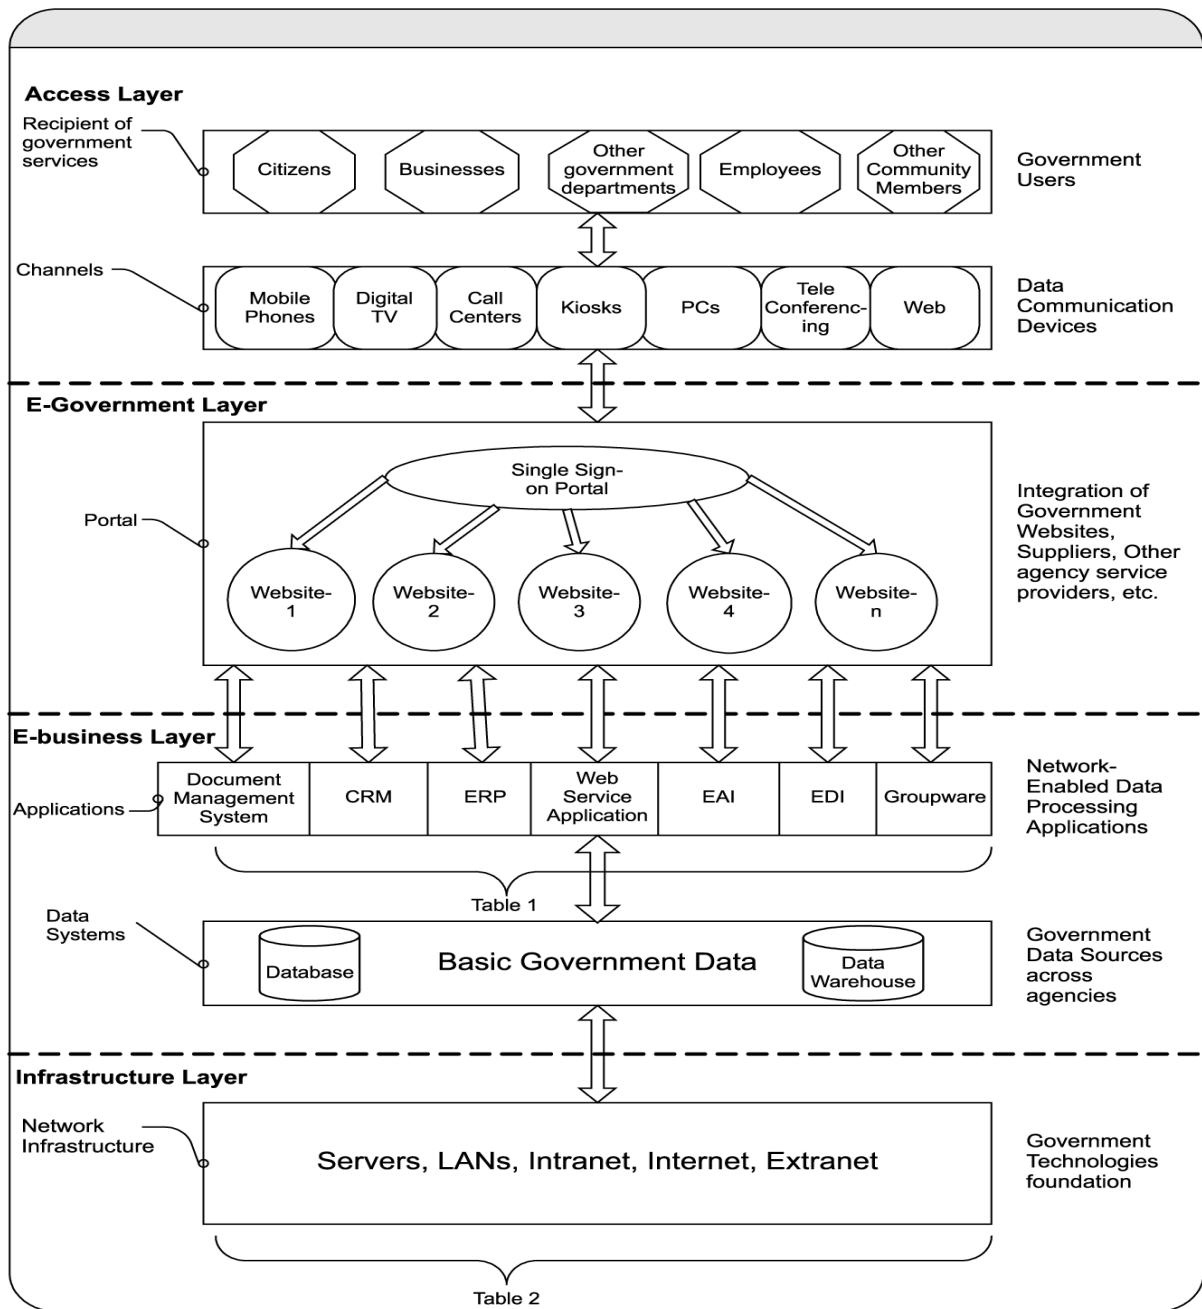 Access Layer
Recipient of
government
services
Citizens
Businesses
Other
government
departments
Employees
Other
Community
Members
Government
Users
Channels
Mobile
Phones
Digital
TV
Call
Centers
Kiosks
PCs
Tele
Conferenc-
ing
Web
Data
Communication
Devices
E-Government Layer
Portal
Single Sign-
on Portal
Website-
1
Website-
2
Website-
3
Website-
4
Website-
n
Integration of
Government
Websites,
Suppliers, Other
agency service
providers, etc.
E-business Layer
Applications
Document
Management
System
CRM
ERP
Web
Service
Application
EAI
EDI
Groupware
Network-
Enabled Data
Processing
Applications
Table 1
Data
Systems
Database
Basic Government Data
Data
Warehouse
Government
Data Sources
across
agencies
Infrastructure Layer
Network
Infrastructure
Servers, LANs, Intranet, Internet, Extranet
Government
Technologies
foundation
Table 2